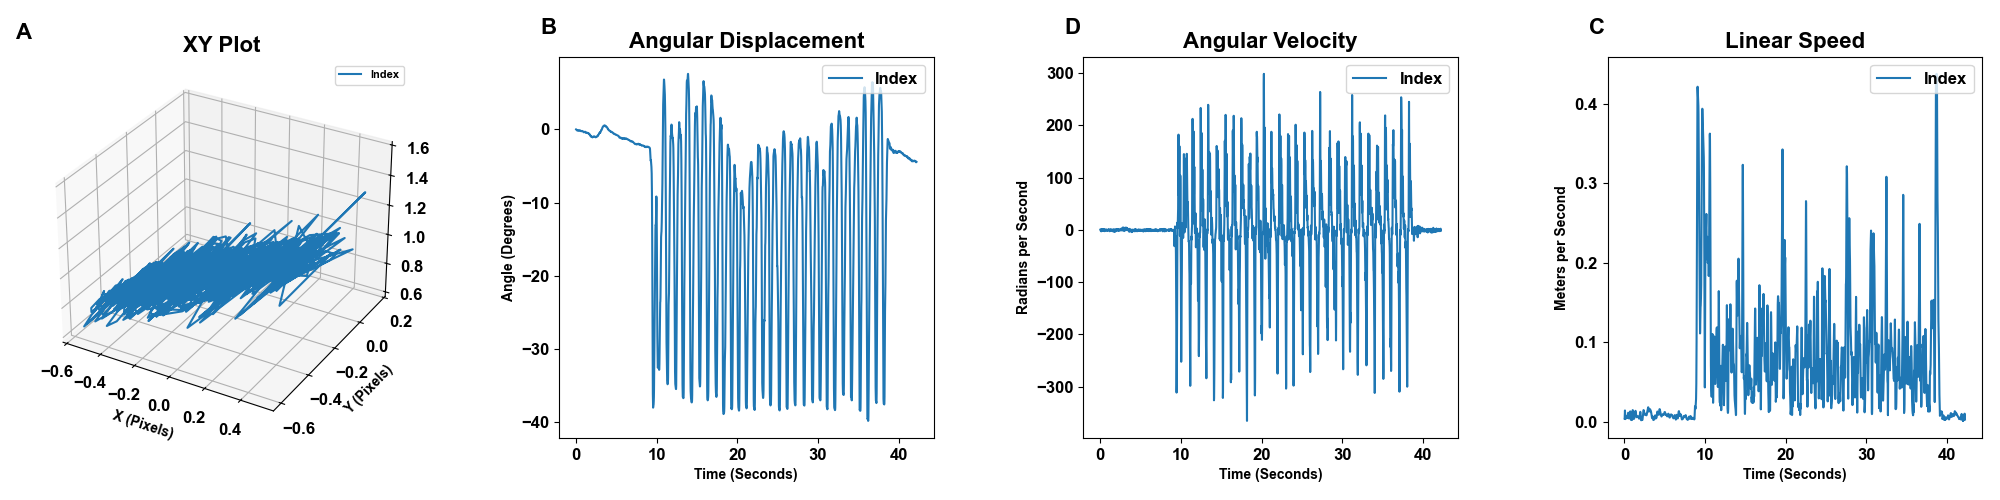 A
XY Plot
Index
1.6
1.4
1.2
1.0
0.8
0.6
−0.6
−0.4
−0.2
0.0
0.2
0.4
X (Pixels)
−0.6
−0.4
−0.2
0.0
0.2
Y (Pixels)
B
Angular Displacement
Index
0
−10
−20
−30
−40
Angle (Degrees)
0
10
20
30
40
Time (Seconds)
D
Angular Velocity
Index
300
200
100
0
−100
−200
−300
Radians per Second
0
10
20
30
40
Time (Seconds)
C
Linear Speed
Index
0.4
0.3
0.2
0.1
0.0
Meters per Second
0
10
20
30
40
Time (Seconds)